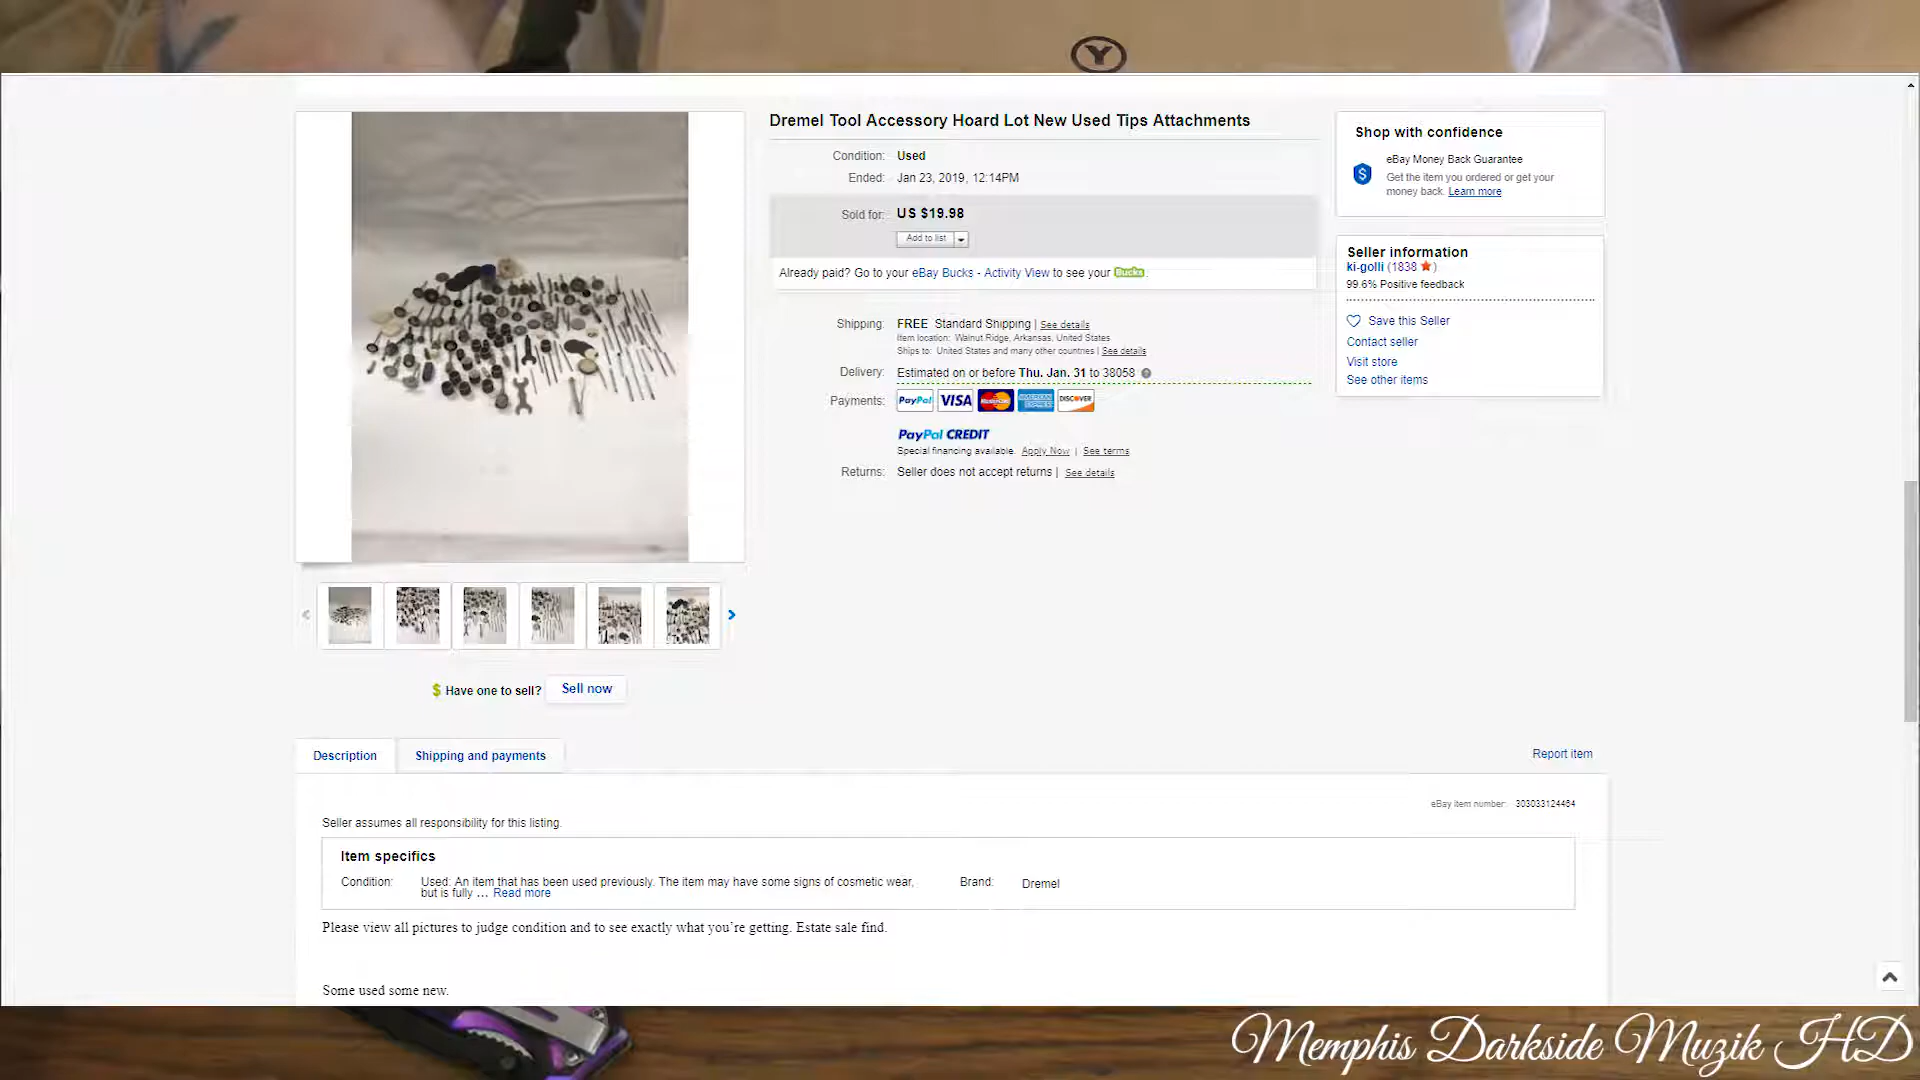 Y
Dremel Tool Accessory Hoard Lot New Used Tips Attachments
Condition: Used
Ended: Jan 23, 2019, 12:14PM
Sold for: US $19.98
Add to list
Already paid? Go to your eBay Bucks - Activity View to see your Bucks
Shipping: FREE Standard Shipping | See details
Item location: Walnut Ridge, Arkansas, United States
Ships to: United States and many other countries | See details
Delivery: Estimated on or before Thu. Jan. 31 to 38058
Payments: PayPal VISA MasterCard AMERICAN EXPRESS DISCOVER
PayPal CREDIT
Special financing available. Apply Now | See terms
Returns: Seller does not accept returns | See details
Shop with confidence
eBay Money Back Guarantee
Get the item you ordered or get your
money back. Learn more
Seller information
ki-golli (1838 )
99.6% Positive feedback
Save this Seller
Contact seller
Visit store
See other items
$ Have one to sell? Sell now
Description Shipping and payments
Report item
eBay item number: 303033124484
Seller assumes all responsibility for this listing.
Item specifics
Condition: Used: An item that has been used previously. The item may have some signs of cosmetic wear,
but is fully ... Read more
Brand: Dremel
Please view all pictures to judge condition and to see exactly what you're getting. Estate sale find.
Some used some new.
Memphis Darkside Muzik HD